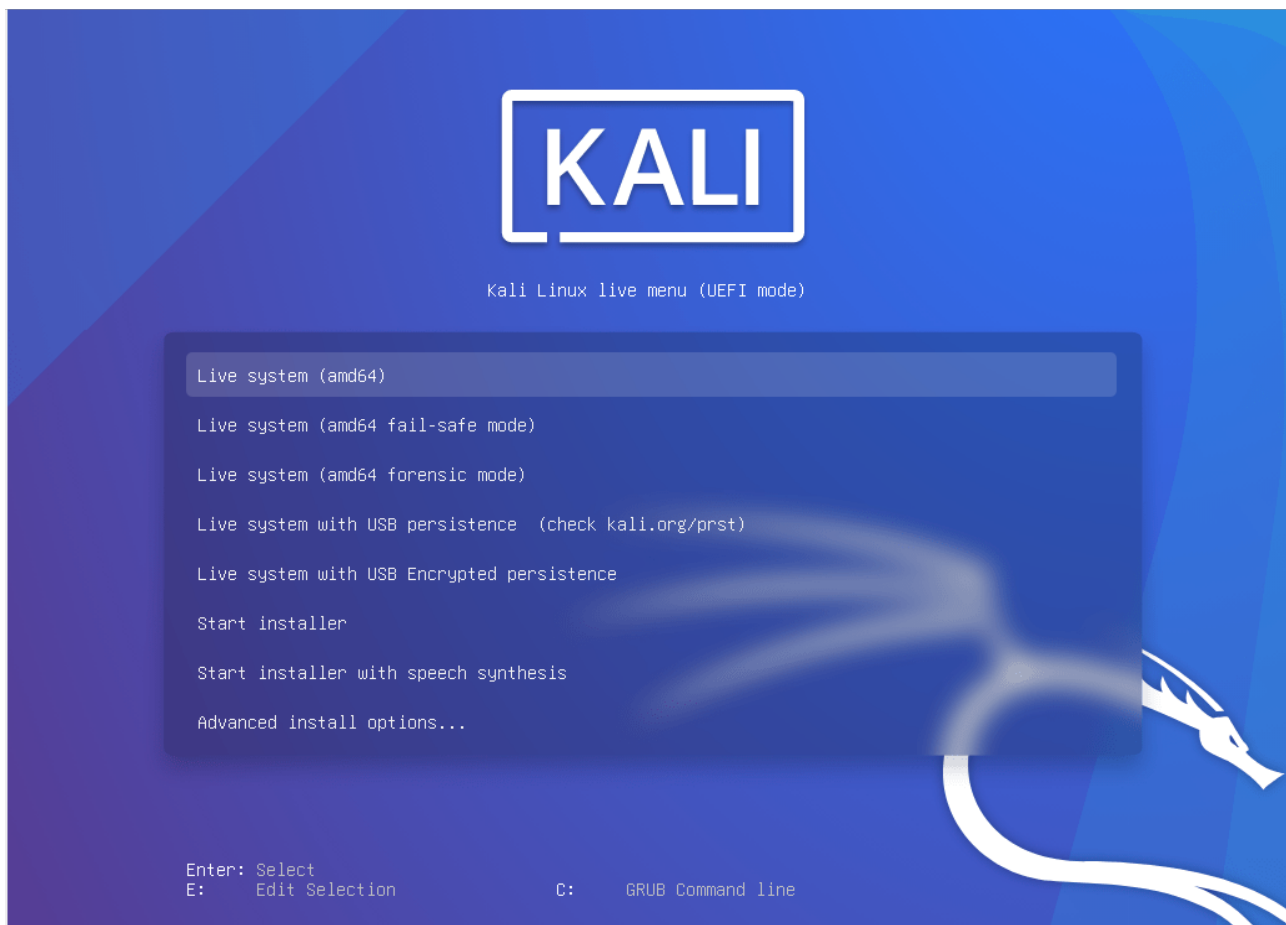 KALI
Kali Linux live menu (UEFI mode)
Live system (amd64)
Live system (amd64 fail-safe mode)
Live system (amd64 forensic mode)
Live system with USB persistence  (check kali.org/prst)
Live system with USB Encrypted persistence
Start installer
Start installer with speech synthesis
Advanced install options...
Enter: Select
E: Edit Selection C: GRUB Command line